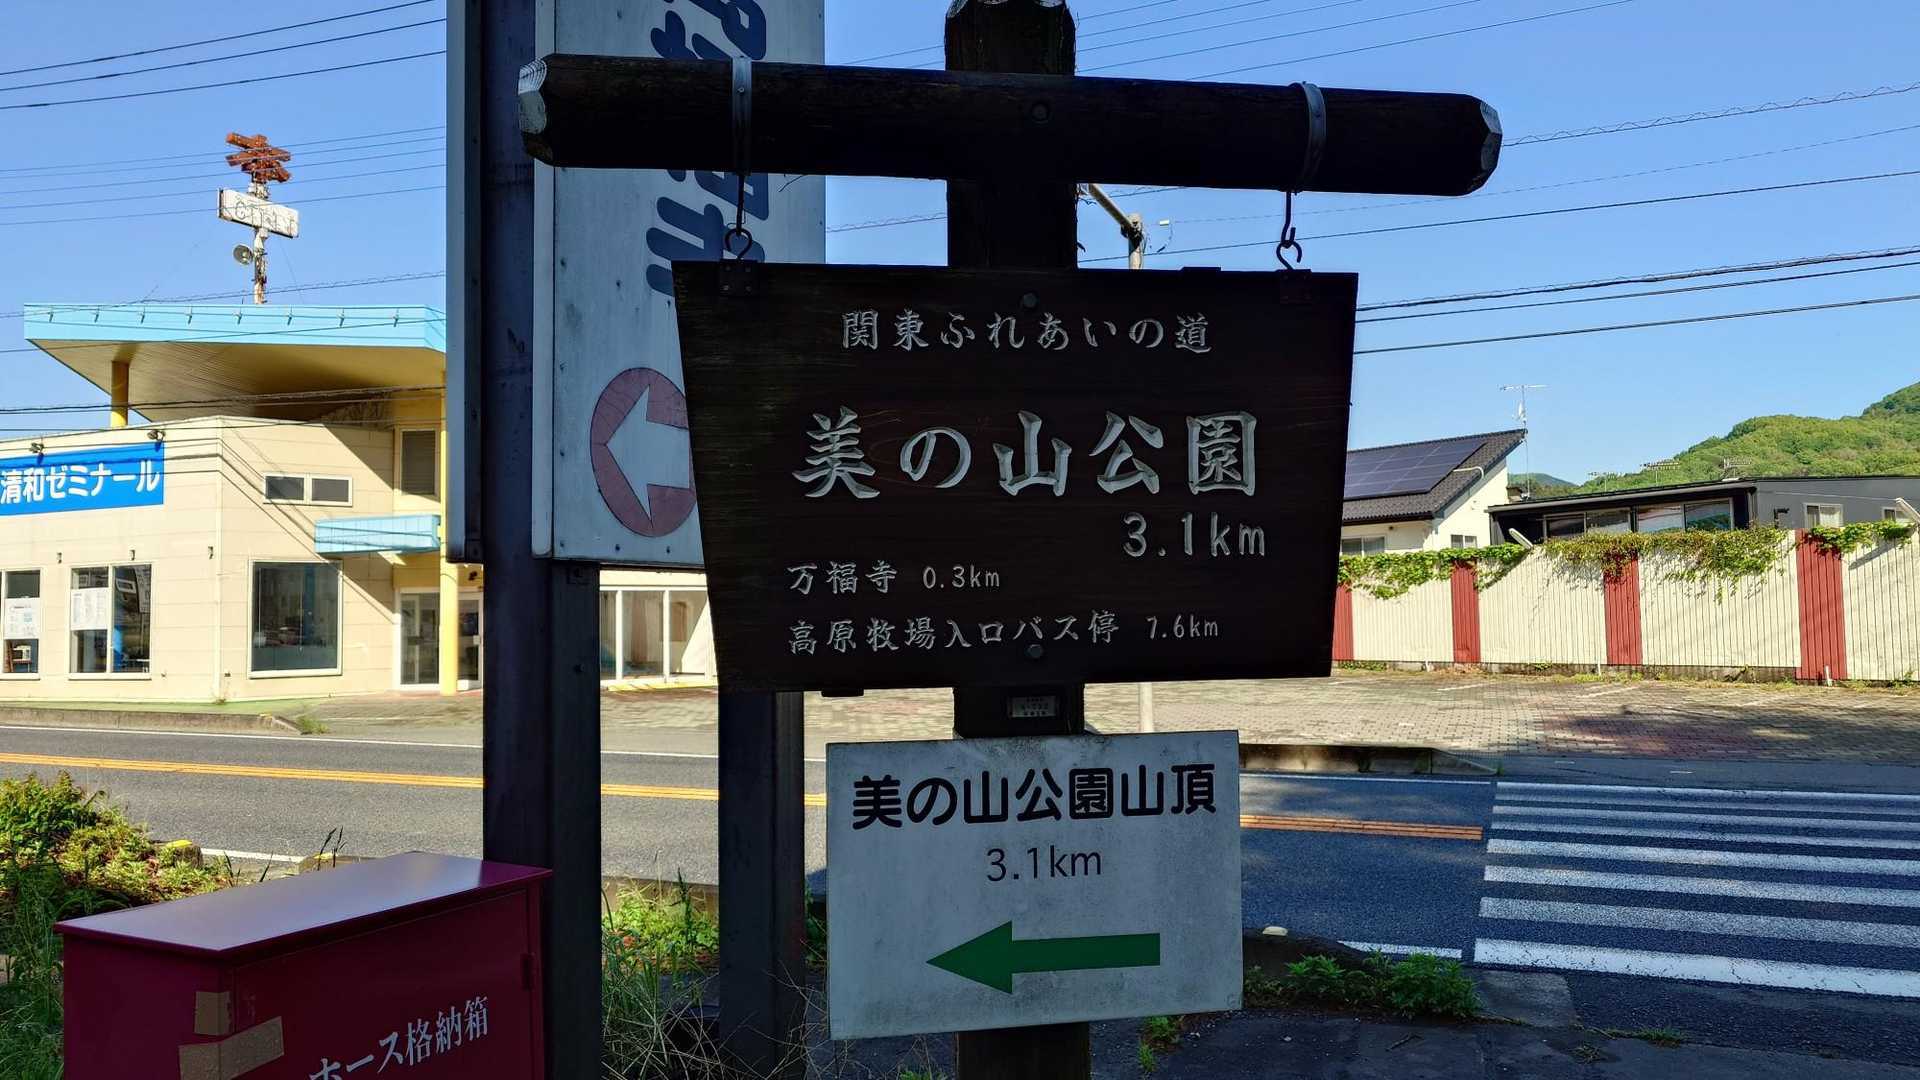 関東ふれあいの道
美の山公園
3.1km
万福寺 0.3km
高原牧場入口バス停 7.6km
美の山公園山頂
3.1km
清和ゼミナール
ホース格納箱